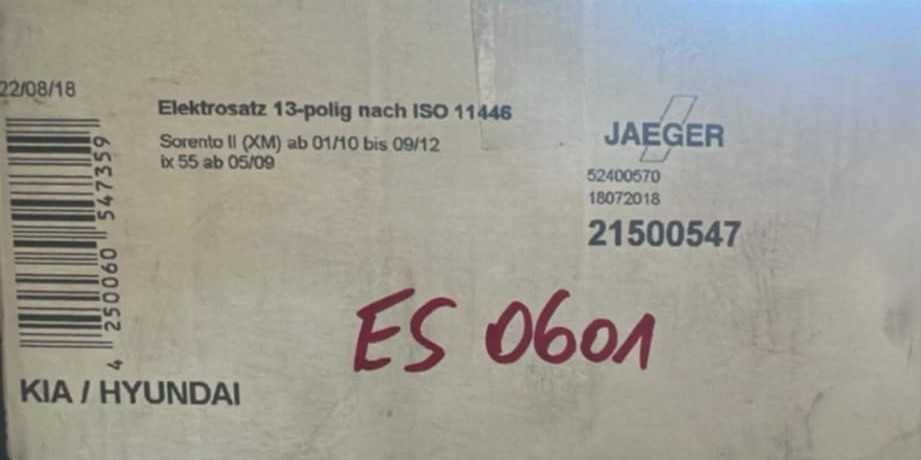 22/08/18
Elektrosatz 13-polig nach ISO 11446
Sorento II (XM) ab 01/10 bis 09/12
ix 55 ab 05/09
JAEGER
52400570
18072018
21500547
4 250060 547359
ES 0601
KIA / HYUNDAI